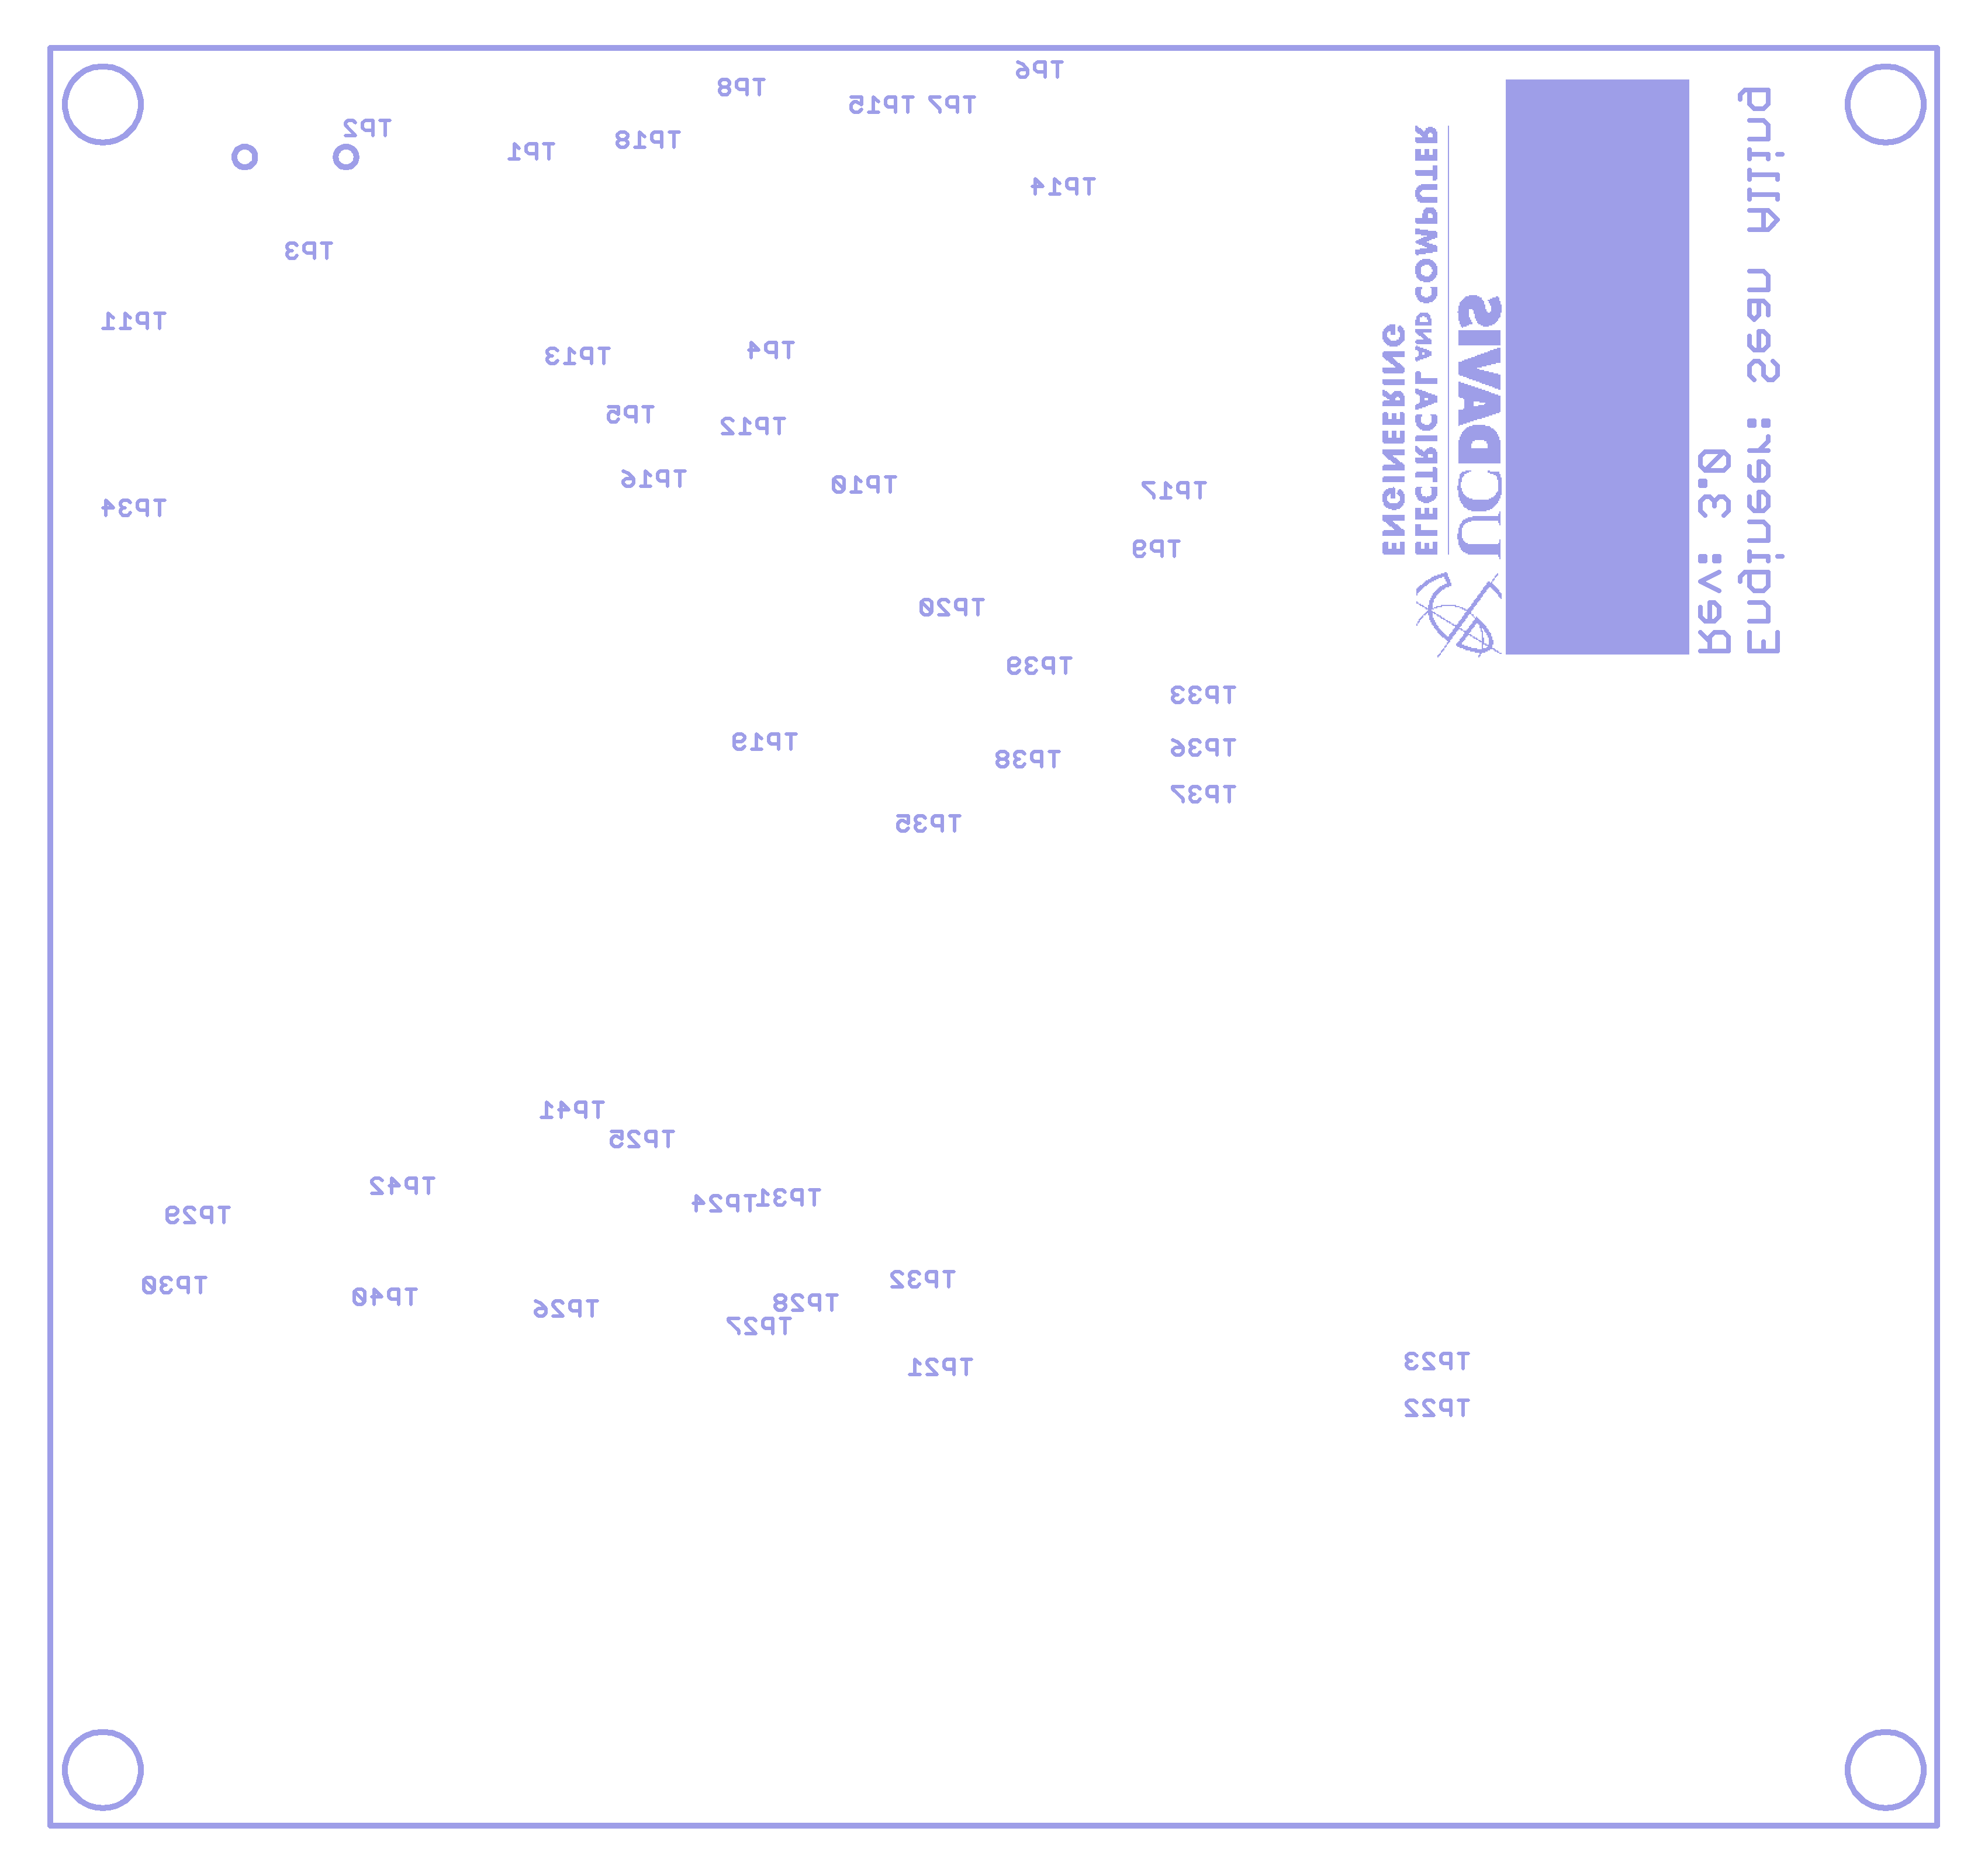 TP6
TP8
TP15
TP7
TP2
TP18
TP1
TP14
TP3
TP11
TP4
TP13
TP5
TP12
TP16
TP10
TP17
TP34
TP9
TP20
TP39
TP33
TP19
TP36
TP38
TP37
TP35
TP41
TP25
TP42
TP31
TP24
TP29
TP32
TP30
TP40
TP28
TP26
TP27
TP21
TP23
TP22
Engineer: Sean Alling
Rev: 3.0
UCDAVIS
ELECTRICAL AND COMPUTER
ENGINEERING